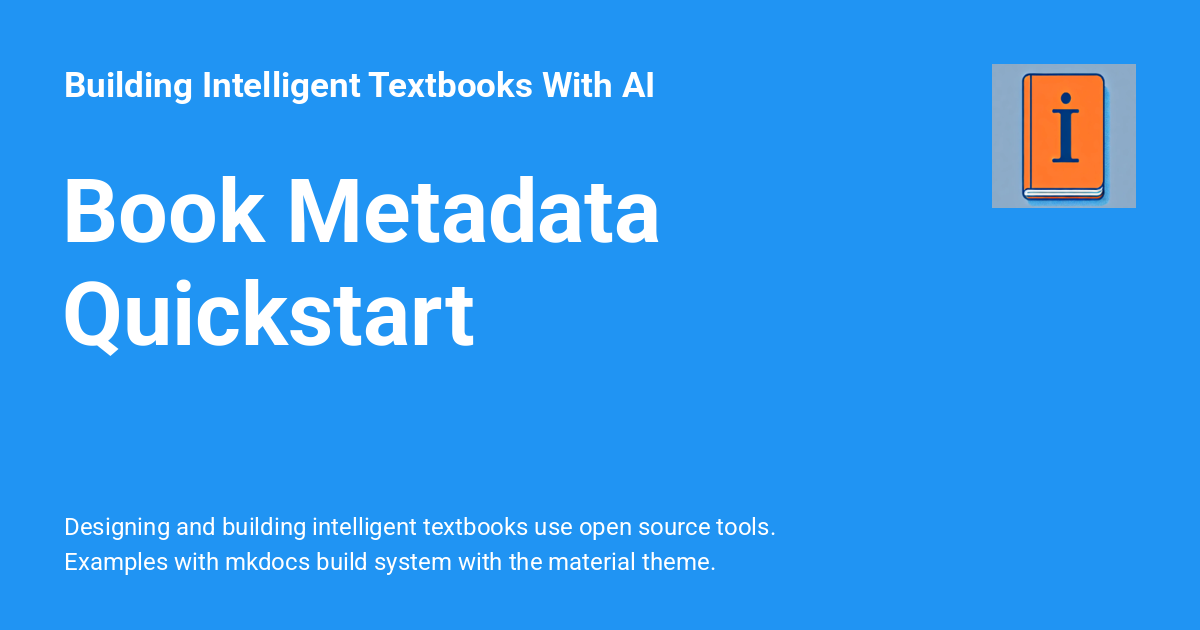 Building Intelligent Textbooks With AI
i
Book Metadata
Quickstart
Designing and building intelligent textbooks use open source tools.
Examples with mkdocs build system with the material theme.